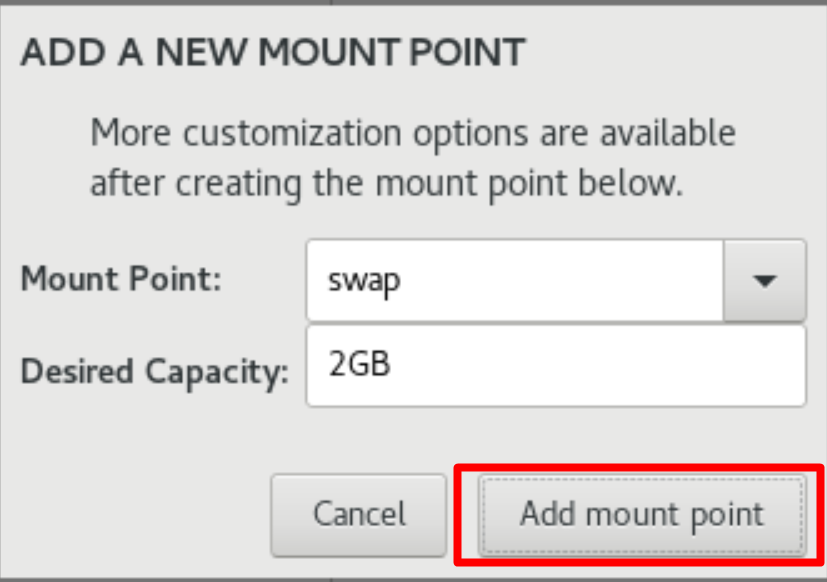 ADD A NEW MOUNT POINT
More customization options are available
after creating the mount point below.
Mount Point: swap
Desired Capacity: 2GB
Cancel Add mount point